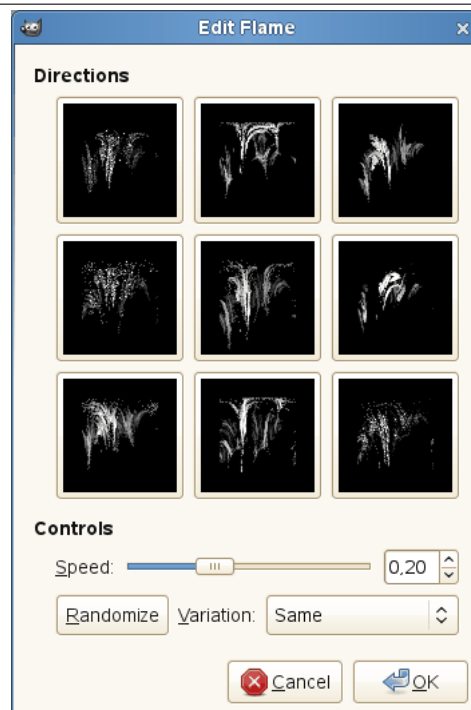 Edit Flame
Directions
Controls
Speed: 0,20
Randomize Variation: Same
Cancel OK